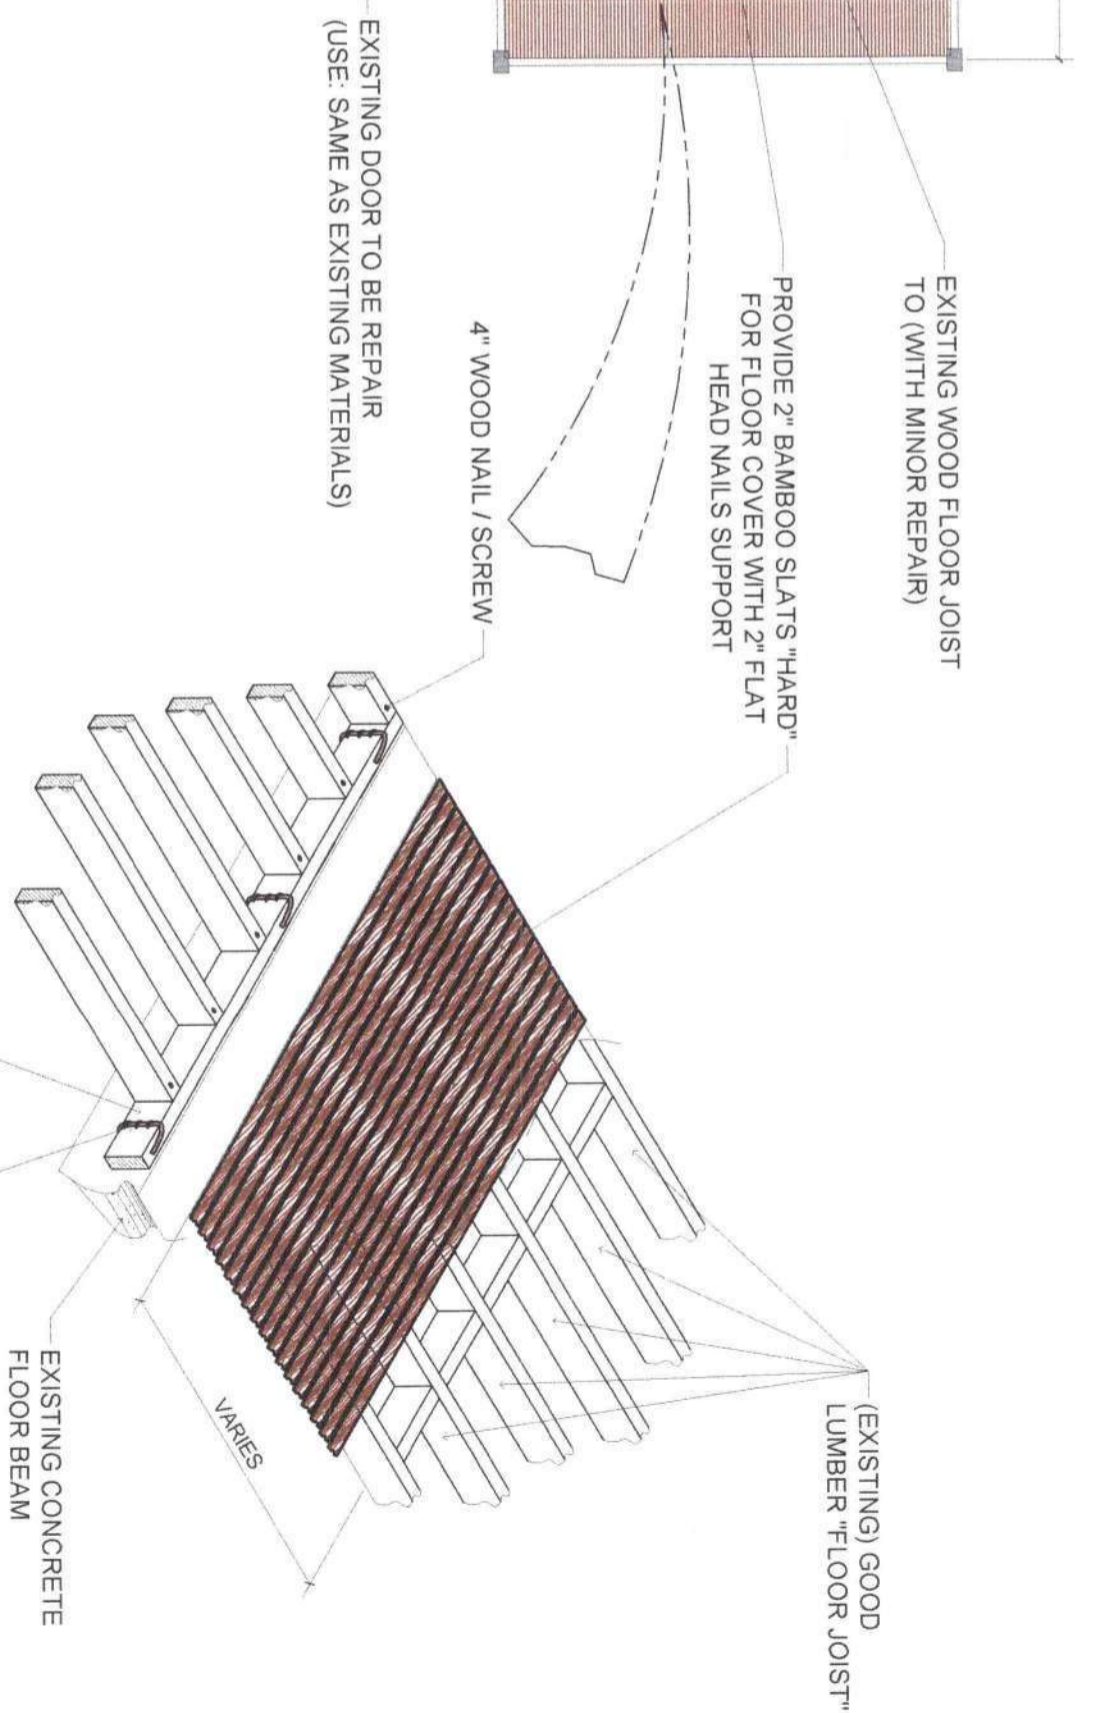 EXISTING WOOD FLOOR JOIST
TO (WITH MINOR REPAIR)
PROVIDE 2" BAMBOO SLATS "HARD"
FOR FLOOR COVER WITH 2" FLAT
HEAD NAILS SUPPORT
4" WOOD NAIL / SCREW
EXISTING DOOR TO BE REPAIR
(USE: SAME AS EXISTING MATERIALS)
(EXISTING) GOOD
LUMBER "FLOOR JOIST"
VARIES
EXISTING CONCRETE
FLOOR BEAM